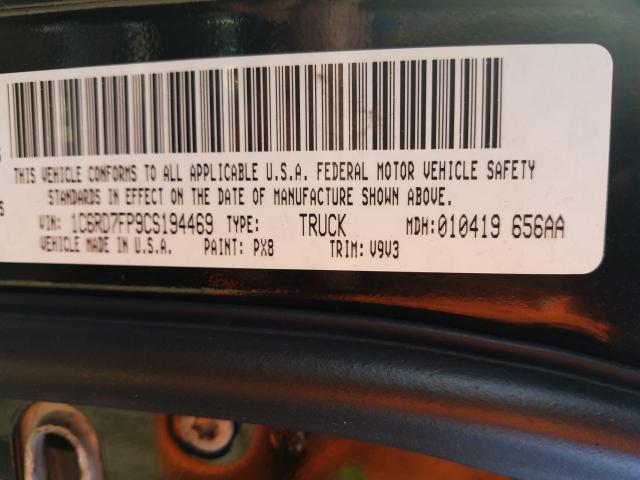 THIS VEHICLE CONFORMS TO ALL APPLICABLE U.S.A. FEDERAL MOTOR VEHICLE SAFETY
STANDARDS IN EFFECT ON THE DATE OF MANUFACTURE SHOWN ABOVE.
VIN: 1C6RD7FP9CS194469 TYPE: TRUCK MDH:010419 656AA
VEHICLE MADE IN U.S.A. PAINT: PX8 TRIM: V9V3